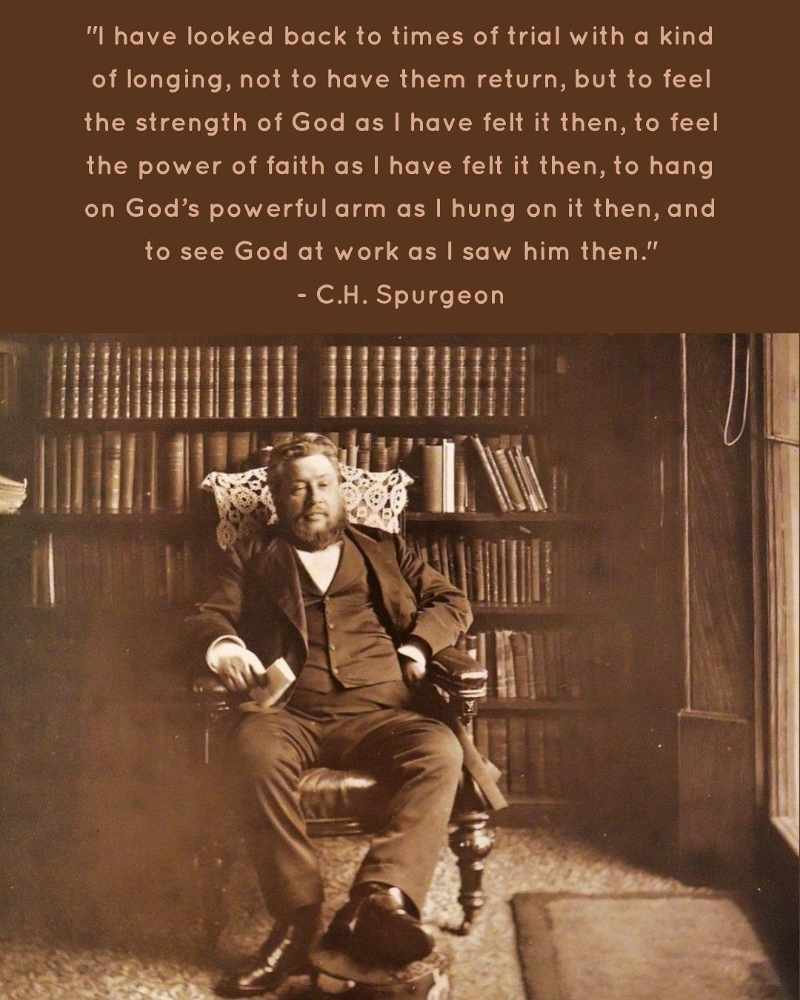 "I have looked back to times of trial with a kind
of longing, not to have them return, but to feel
the strength of God as I have felt it then, to feel
the power of faith as I have felt it then, to hang
on God’s powerful arm as I hung on it then, and
to see God at work as I saw him then."
- C.H. Spurgeon